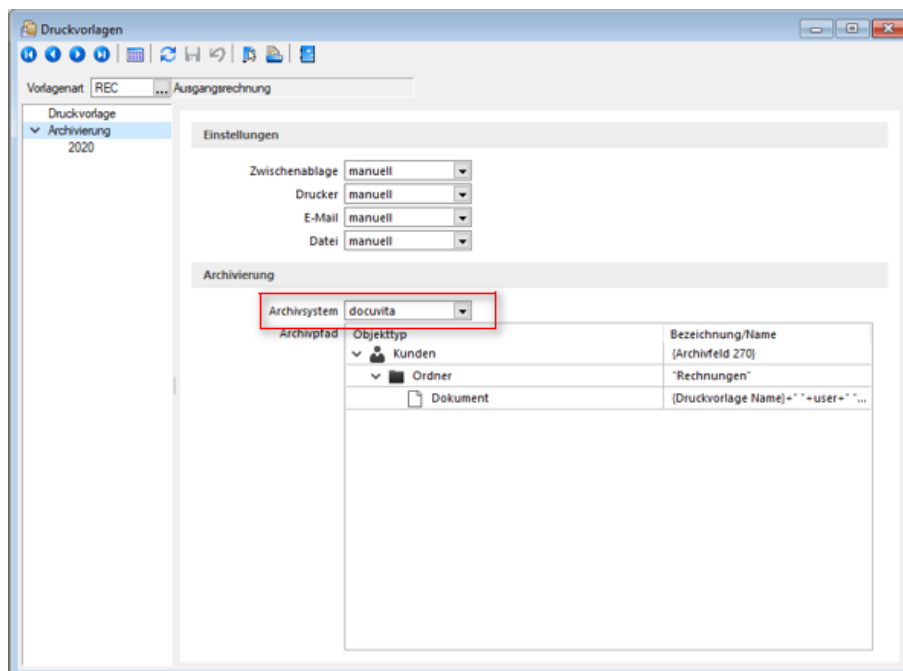 Druckvorlagen
Vorlagenart REC ... Ausgangsrechnung
Druckvorlage
Archivierung
2020
Einstellungen
Zwischenablage manuell
Drucker manuell
E-Mail manuell
Datei manuell
Archivierung
Archivsystem docuvita
Archivpfad Objekttyp Bezeichnung/Name
Kunden {Archivfeld 270}
Ordner "Rechnungen"
Dokument {Druckvorlage Name}+" "+user+" "...